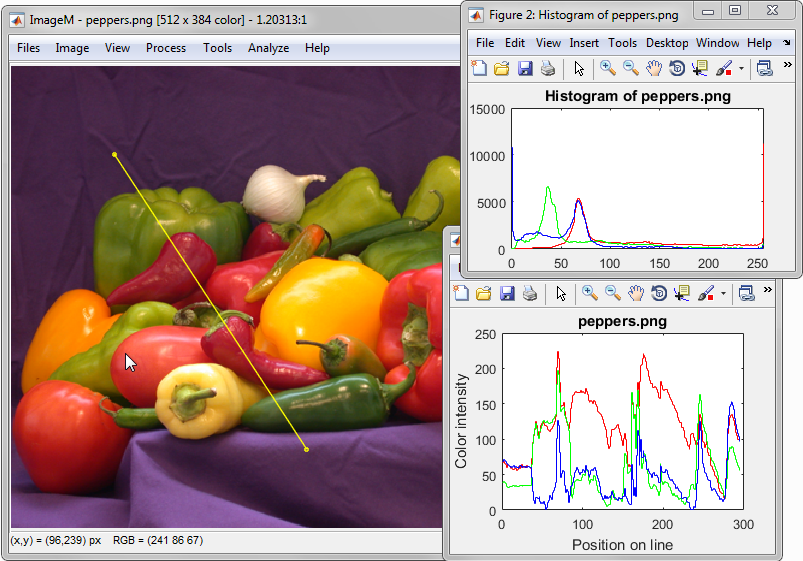 ImageM - peppers.png [512 x 384 color] - 1.20313:1
Files Image View Process Tools Analyze Help
(x,y) = (96,239) px RGB = (241 86 67)
Figure 2: Histogram of peppers.png
File Edit View Insert Tools Desktop Window Help
Histogram of peppers.png
15000
10000
5000
0
0 50 100 150 200 250
peppers.png
Color intensity
250
200
150
100
50
0
0 100 200 300
Position on line